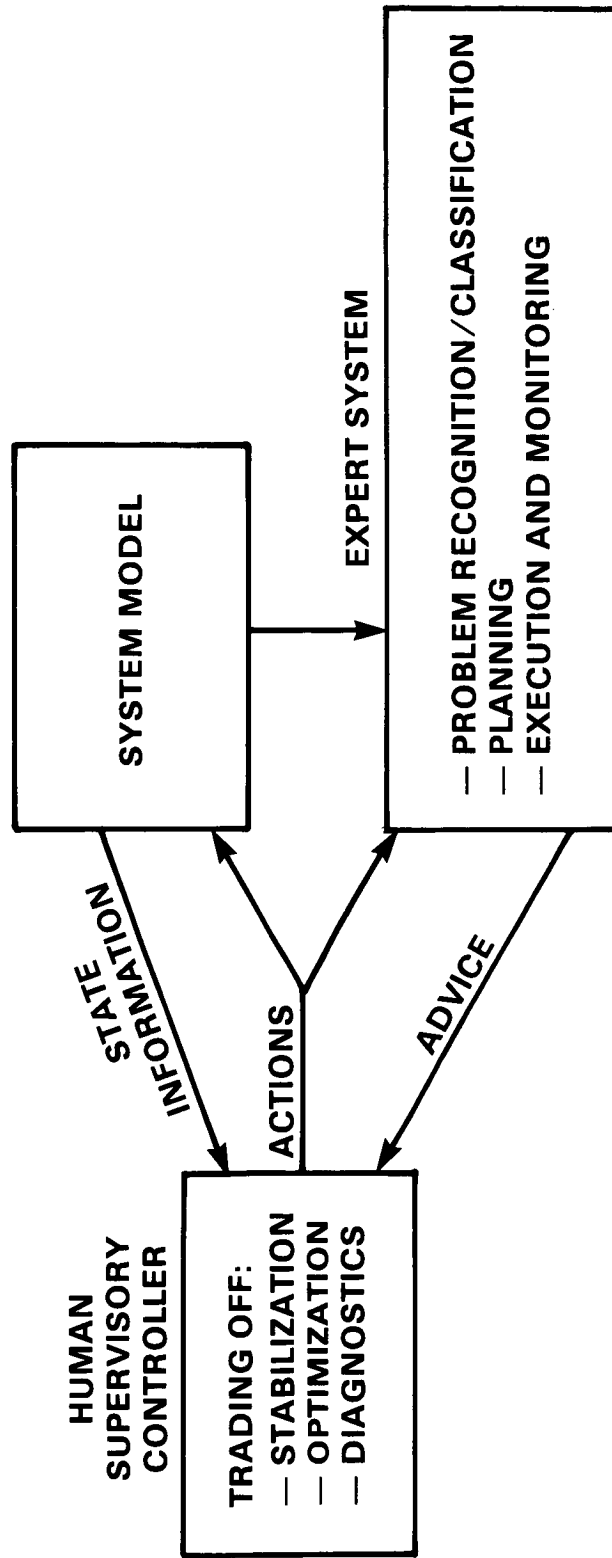 HUMAN
SUPERVISORY
CONTROLLER
TRADING OFF:
— STABILIZATION
— OPTIMIZATION
— DIAGNOSTICS
STATE
INFORMATION
ACTIONS
ADVICE
SYSTEM MODEL
EXPERT SYSTEM
— PROBLEM RECOGNITION/CLASSIFICATION
— PLANNING
— EXECUTION AND MONITORING